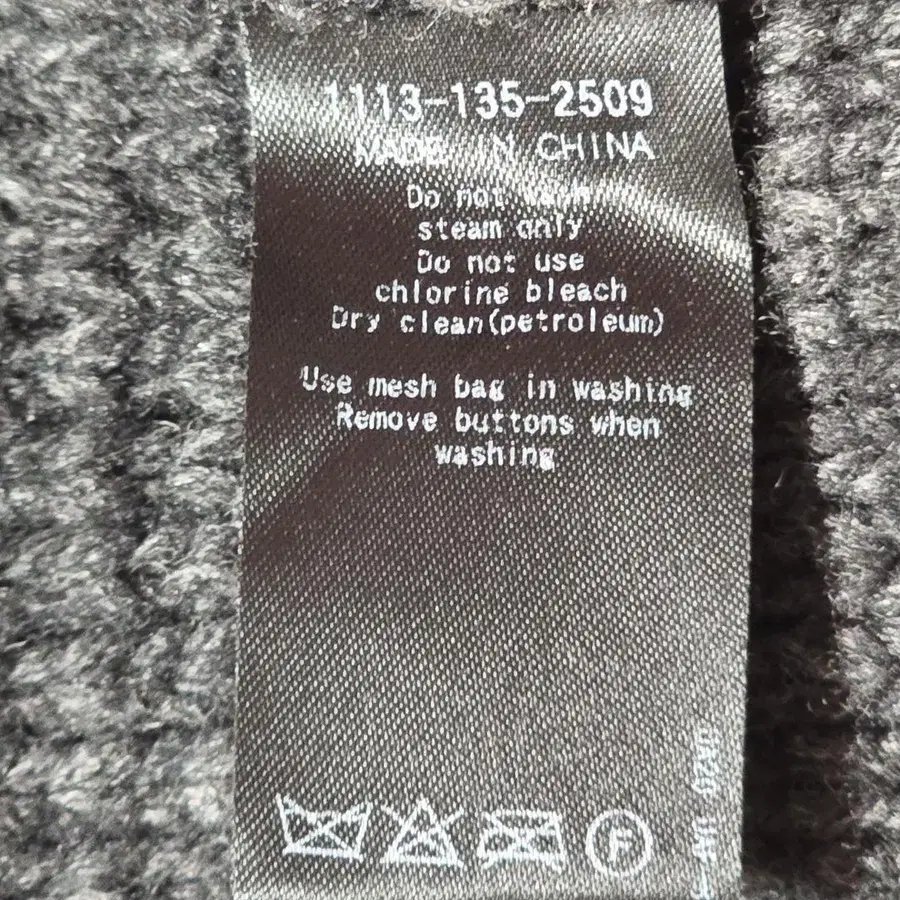 1113-135-2509
MADE IN CHINA
Do not wash
steam only
Do not use
chlorine bleach
Dry clean(petroleum)
Use mesh bag in washing
Remove buttons when
washing
F